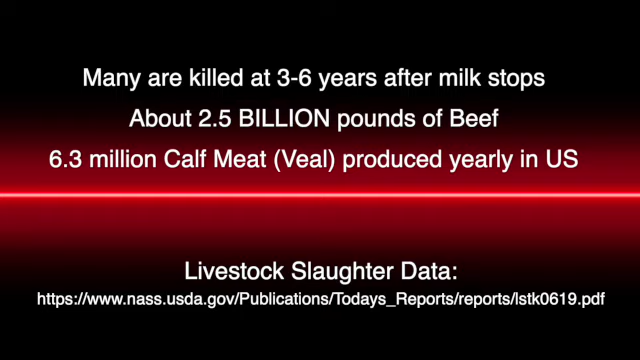 Many are killed at 3-6 years after milk stops
About 2.5 BILLION pounds of Beef
6.3 million Calf Meat (Veal) produced yearly in US
Livestock Slaughter Data:
https://www.nass.usda.gov/Publications/Todays_Reports/reports/lstk0619.pdf